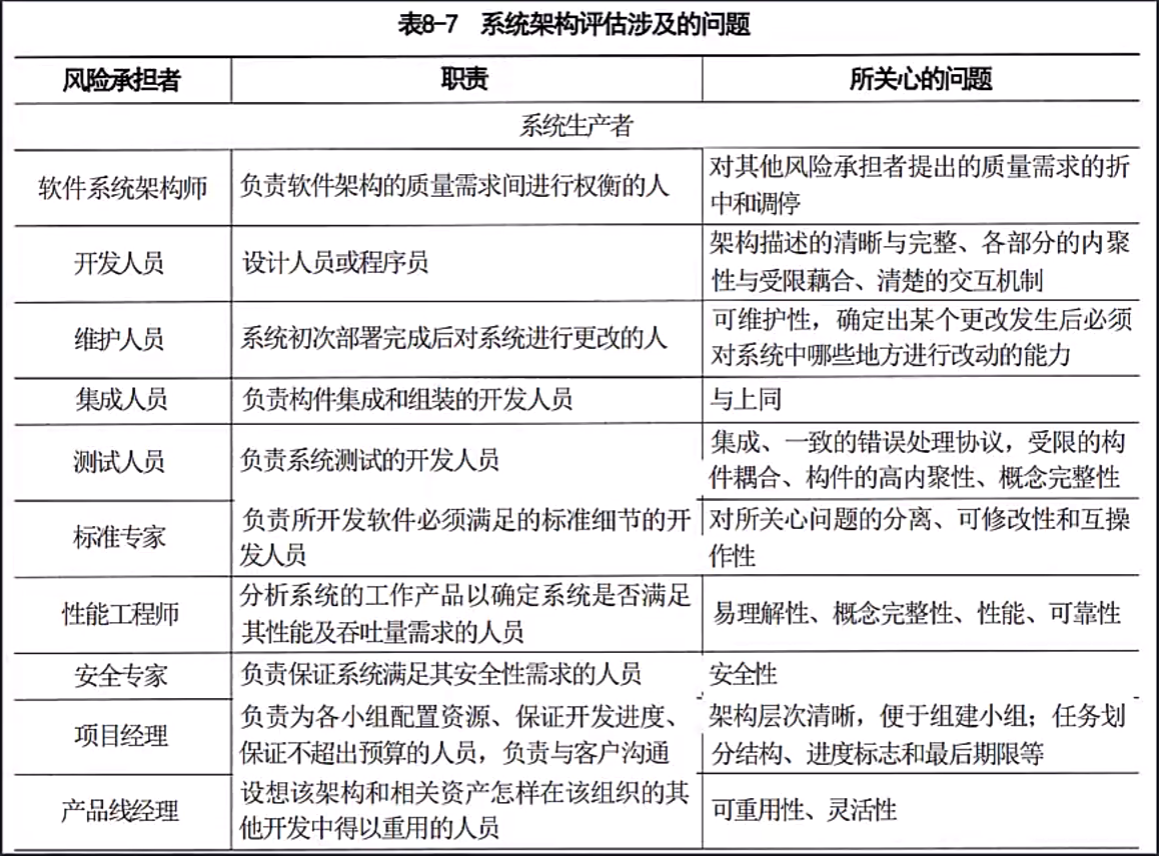 表8-7 系统架构评估涉及的问题
风险承担者 职责 所关心的问题
系统生产者
软件系统架构师 负责软件架构的质量需求间进行权衡的人 对其他风险承担者提出的质量需求的折
中和调停
开发人员 设计人员或程序员 架构描述的清晰与完整、各部分的内聚
性与受限藕合、清楚的交互机制
维护人员 系统初次部署完成后对系统进行更改的人 可维护性，确定出某个更改发生后必须
对系统中哪些地方进行改动的能力
集成人员 负责构件集成和组装的开发人员 与上同
测试人员 负责系统测试的开发人员 集成、一致的错误处理协议，受限的构
件耦合、构件的高内聚性、概念完整性
标准专家 负责所开发软件必须满足的标准细节的开
发人员 对所关心问题的分离、可修改性和互操
作性
性能工程师 分析系统的工作产品以确定系统是否满足
其性能及吞吐量需求的人员 易理解性、概念完整性、性能、可靠性
安全专家 负责保证系统满足其安全性需求的人员 安全性
项目经理 负责为各小组配置资源、保证开发进度、
保证不超出预算的人员，负责与客户沟通 架构层次清晰，便于组建小组；任务划
分结构、进度标志和最后期限等
产品线经理 设想该架构和相关资产怎样在该组织的其
他开发中得以重用的人员 可重用性、灵活性